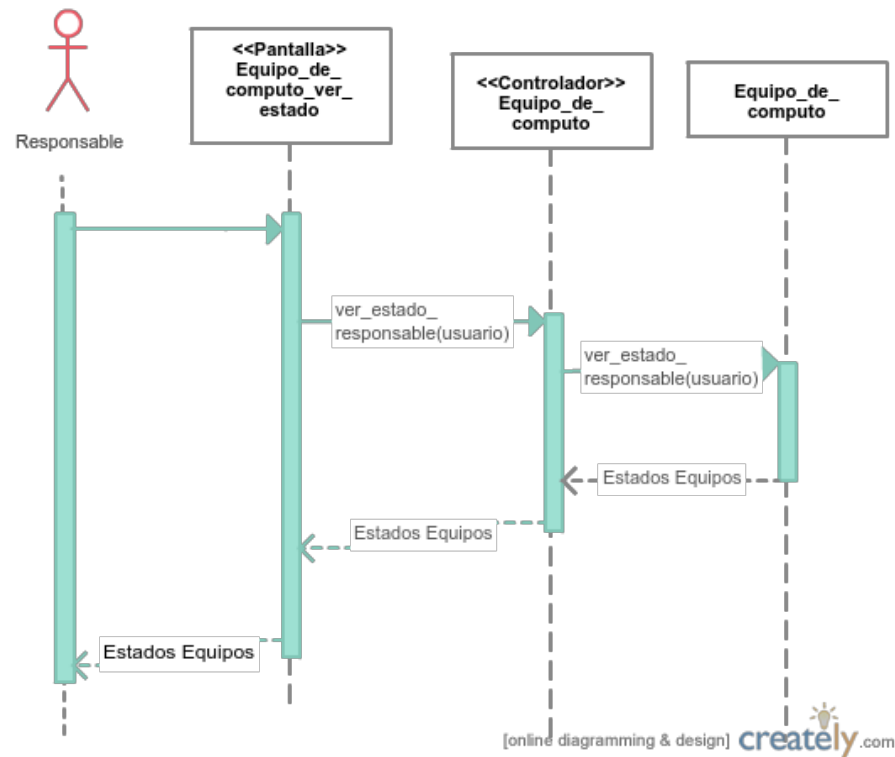 <<Pantalla>>
Equipo_de_
computo_ver_
estado
<<Controlador>>
Equipo_de_
computo
Equipo_de_
computo
Responsable
ver_estado_
responsable(usuario)
ver_estado_
responsable(usuario)
Estados Equipos
Estados Equipos
Estados Equipos
[online diagramming & design] creately.com